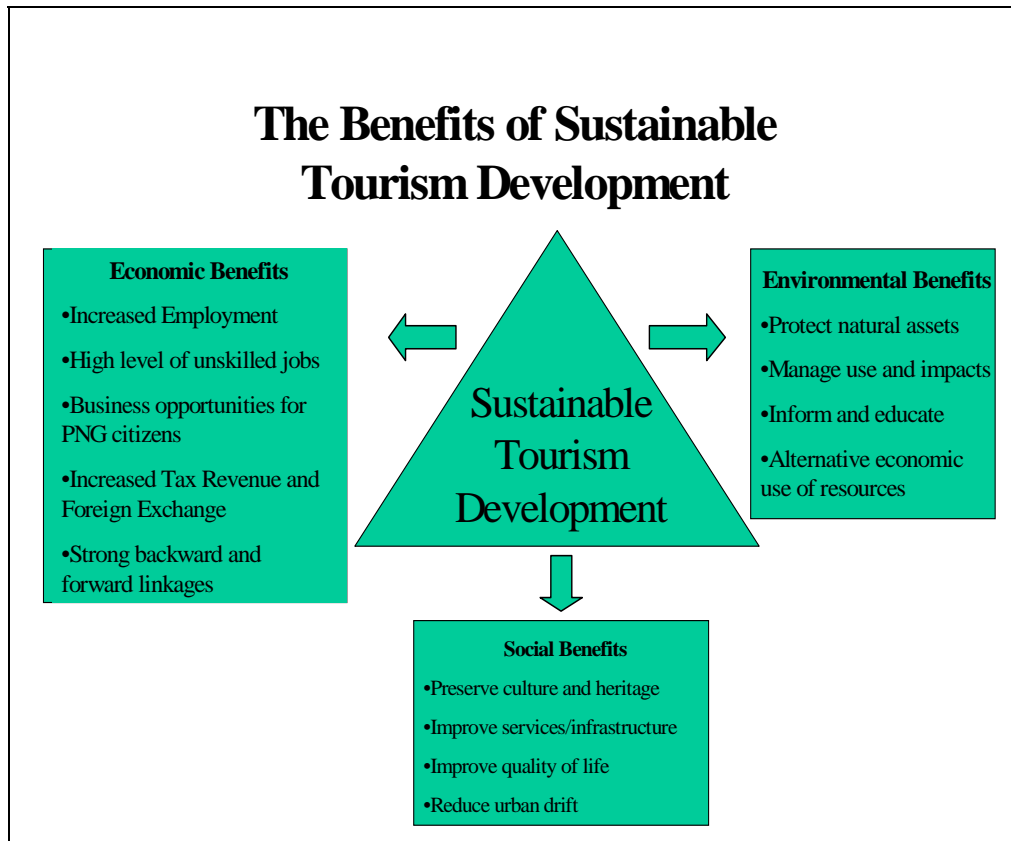 The Benefits of Sustainable
Tourism Development
Economic Benefits
•Increased Employment
•High level of unskilled jobs
•Business opportunities for
PNG citizens
•Increased Tax Revenue and
Foreign Exchange
•Strong backward and
forward linkages
Sustainable
Tourism
Development
Environmental Benefits
•Protect natural assets
•Manage use and impacts
•Inform and educate
•Alternative economic
use of resources
Social Benefits
•Preserve culture and heritage
•Improve services/infrastructure
•Improve quality of life
•Reduce urban drift